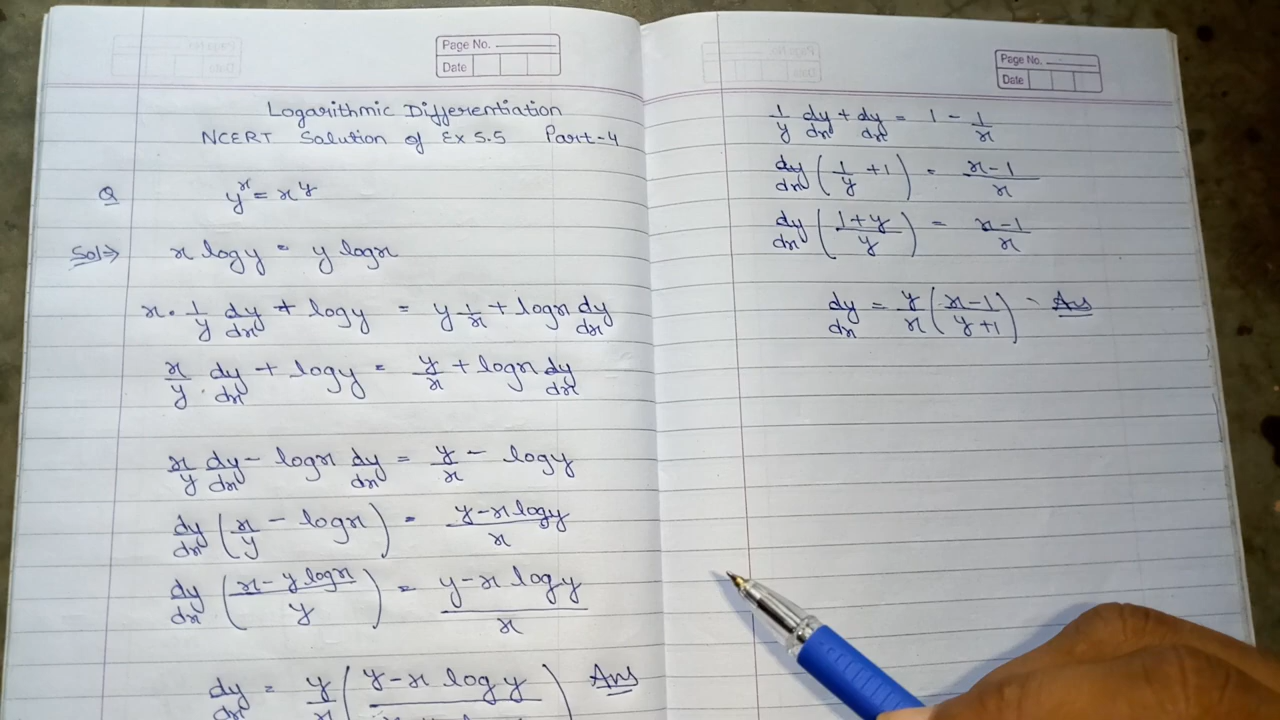 Page No.
Date
Logarithmic Differentiation
NCERT Solution of Ex 5.5 Part-4
Q y^x = x^y
Sol⇒ x log y = y log x
x · 1/y dy/dx + log y = y 1/x + log x dy/dx
x/y · dy/dx + log y = y/x + log x dy/dx
x/y dy/dx - log x dy/dx = y/x - log y
dy/dx (x/y - log x) = (y - x log y)/x
dy/dx ((x - y log x)/y) = (y - x log y)/x
dy/dx = y/x (y - x log y) Ans
Page No.
Date
1/y dy/dx + dy/dx = 1 - 1/x
dy/dx (1/y + 1) = (x - 1)/x
dy/dx ((1 + y)/y) = (x - 1)/x
dy/dx = y/x ((x - 1)/(y + 1)) - Ans